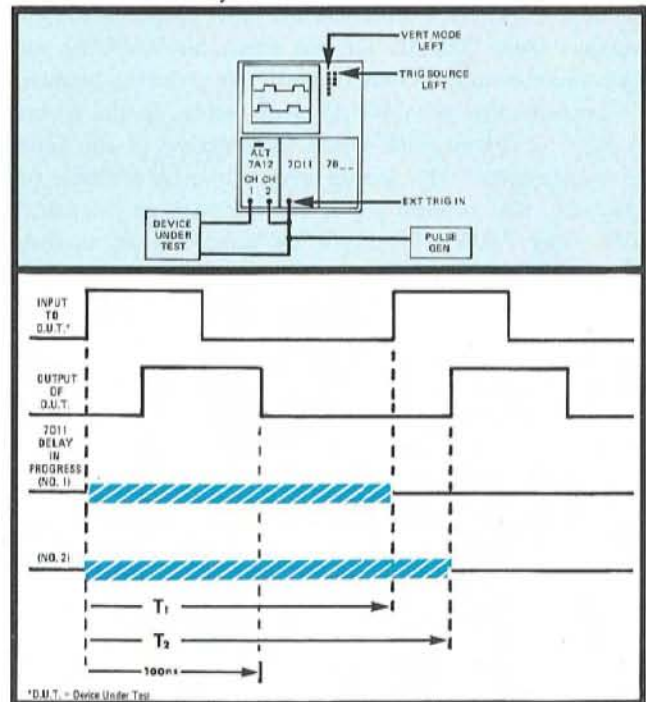 VERT MODE
LEFT
TRIG SOURCE
LEFT
ALT
7A12
CH CH
1 2
7D11
7B__
EXT TRIG IN
DEVICE
UNDER
TEST
PULSE
GEN
INPUT
TO
D.U.T.*
OUTPUT
OF
D.U.T.
7D11
DELAY
IN
PROGRESS
(NO. 1)
(NO. 2)
T₁
T₂
100ns
*D.U.T. = Device Under Test